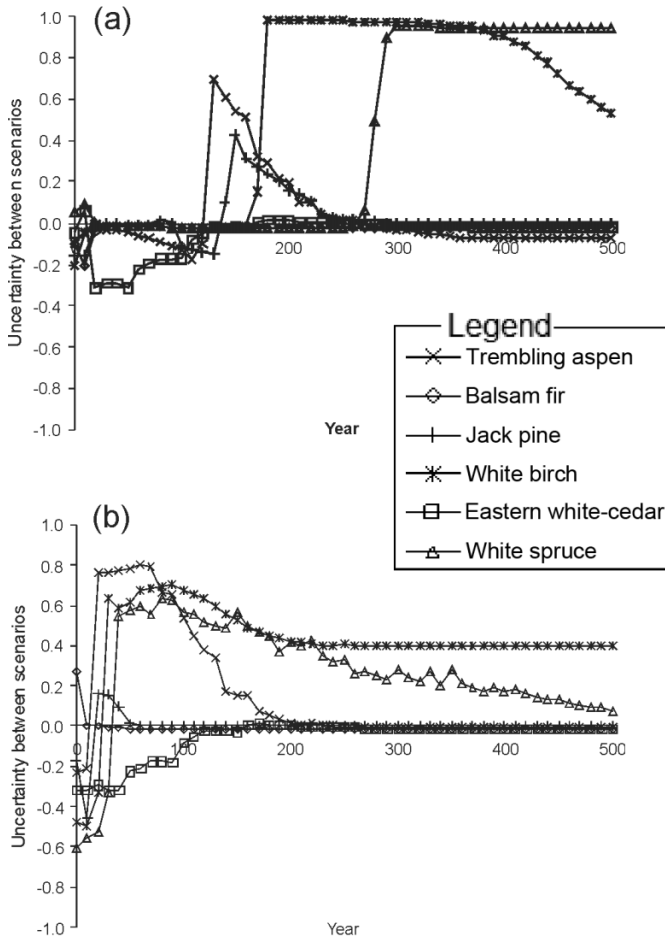 (a)
Uncertainty between scenarios
1.0
0.8
0.6
0.4
0.2
0.0
-0.2
-0.4
-0.6
-0.8
-1.0
200
300
400
500
Year
Legend
Trembling aspen
Balsam fir
Jack pine
White birch
Eastern white-cedar
White spruce
(b)
Uncertainty between scenarios
1.0
0.8
0.6
0.4
0.2
0.0
-0.2
-0.4
-0.6
-0.8
-1.0
0
100
200
300
400
500
Year